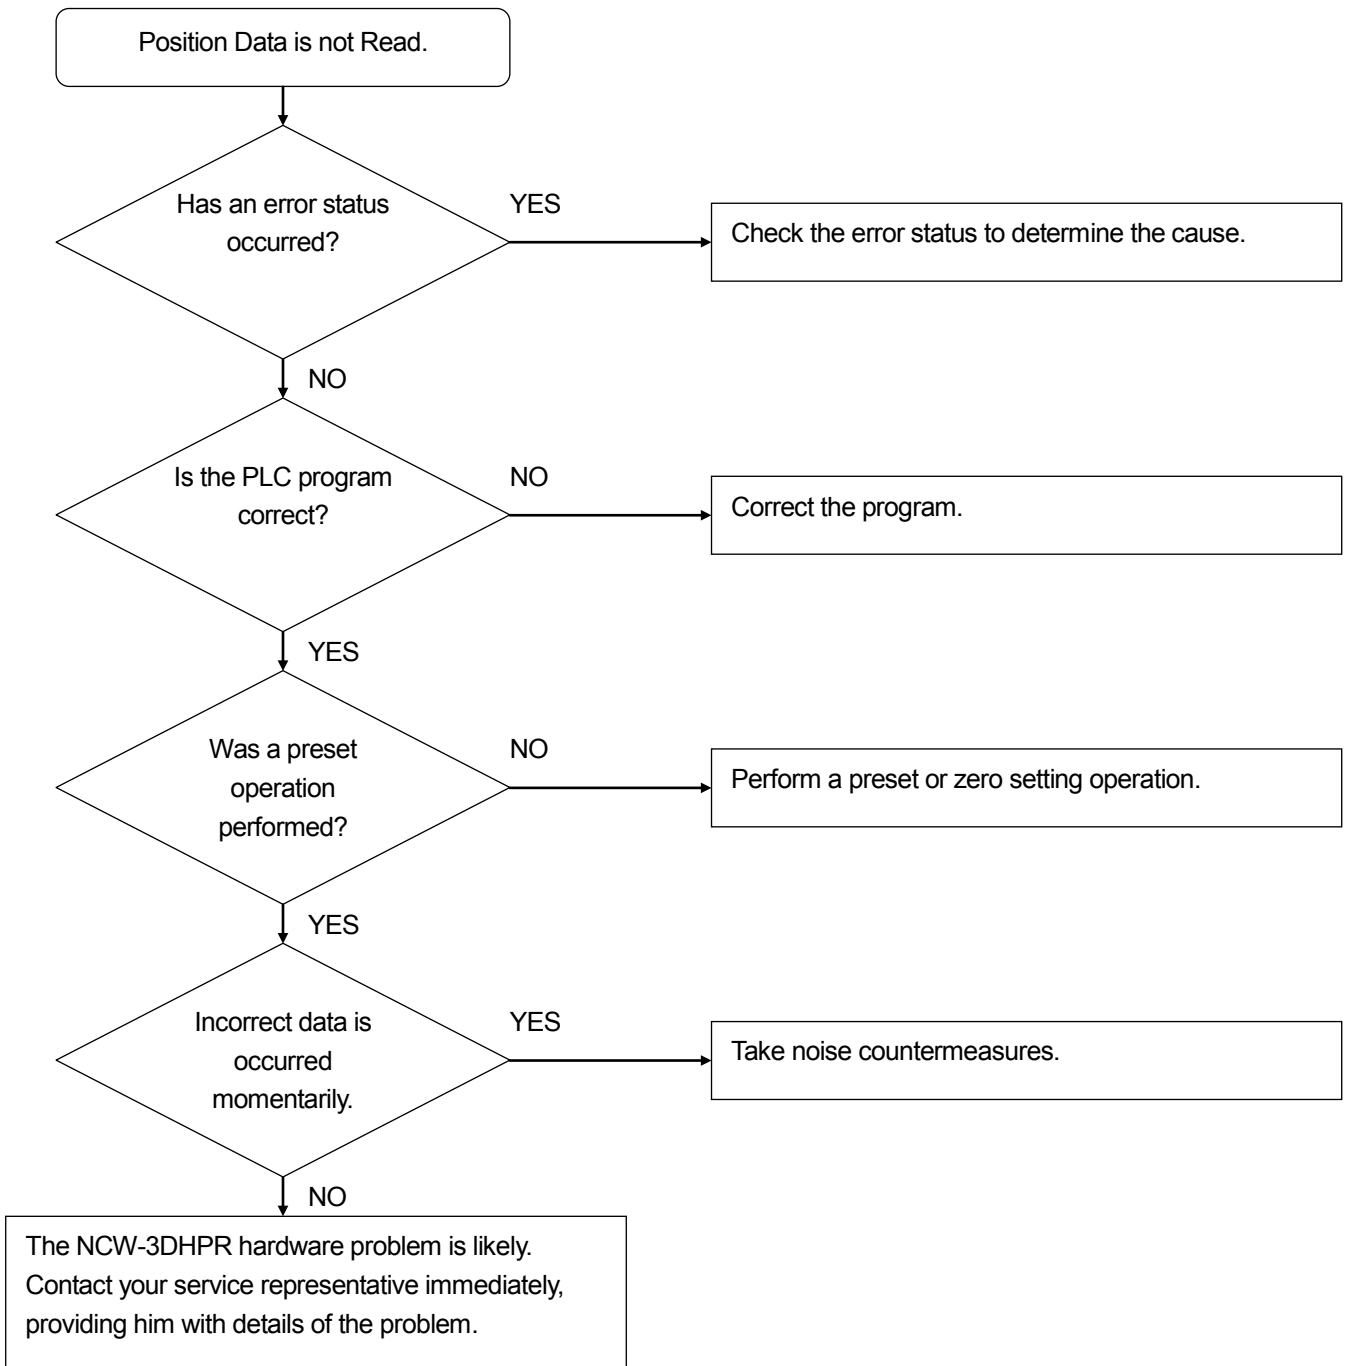 Position Data is not Read.
Has an error status
occurred?
YES
Check the error status to determine the cause.
NO
Is the PLC program
correct?
NO
Correct the program.
YES
Was a preset
operation
performed?
NO
Perform a preset or zero setting operation.
YES
Incorrect data is
occurred
momentarily.
YES
Take noise countermeasures.
NO
The NCW-3DHPR hardware problem is likely.
Contact your service representative immediately,
providing him with details of the problem.